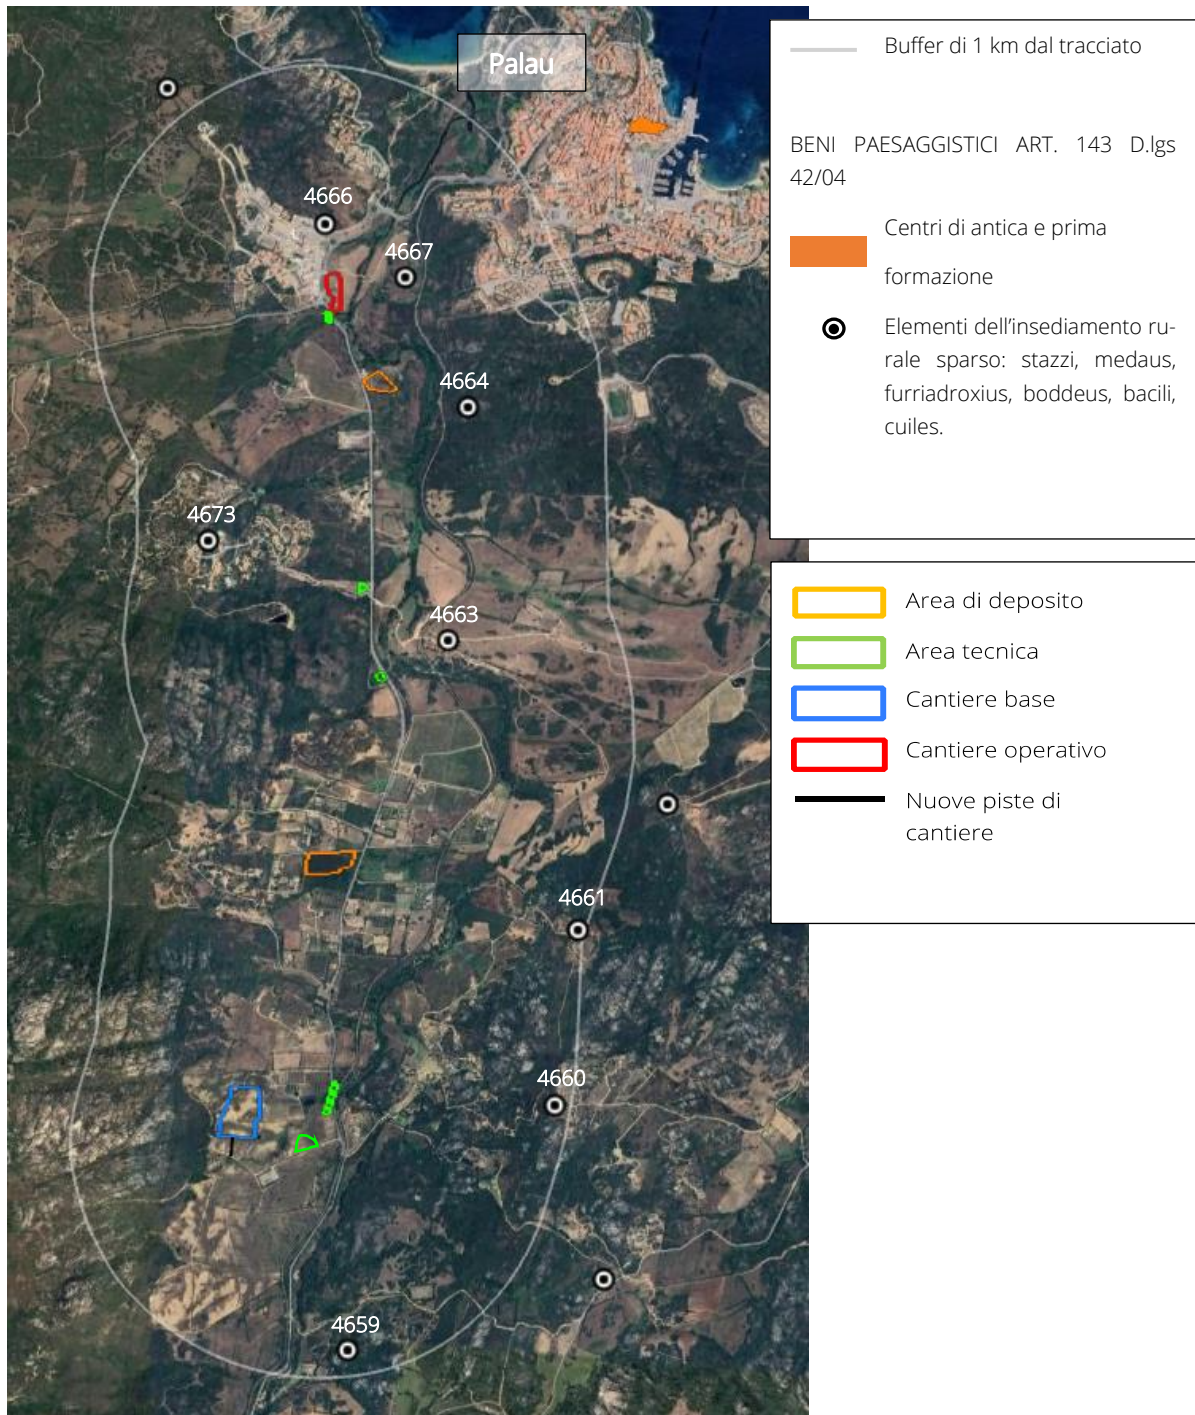 Palau
4666
4667
4664
4673
4663
4661
4660
4659
Buffer di 1 km dal tracciato
BENI PAESAGGISTICI ART. 143 D.lgs
42/04
Centri di antica e prima
formazione
Elementi dell'insediamento ru-
rale sparso: stazzi, medaus,
furriadroxius, boddeus, bacili,
cuiles.
Area di deposito
Area tecnica
Cantiere base
Cantiere operativo
Nuove piste di
cantiere